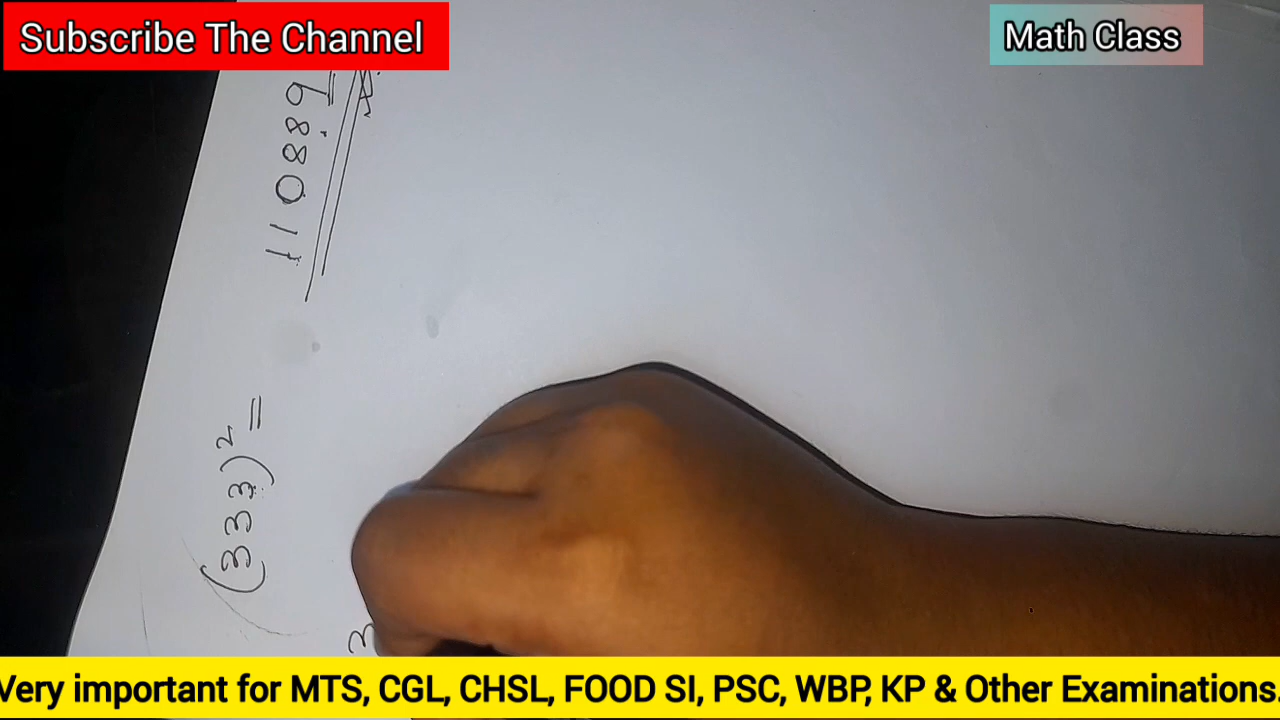 Subscribe The Channel
Math Class
(333)² = 110889
3
Very important for MTS, CGL, CHSL, FOOD SI, PSC, WBP, KP & Other Examinations.